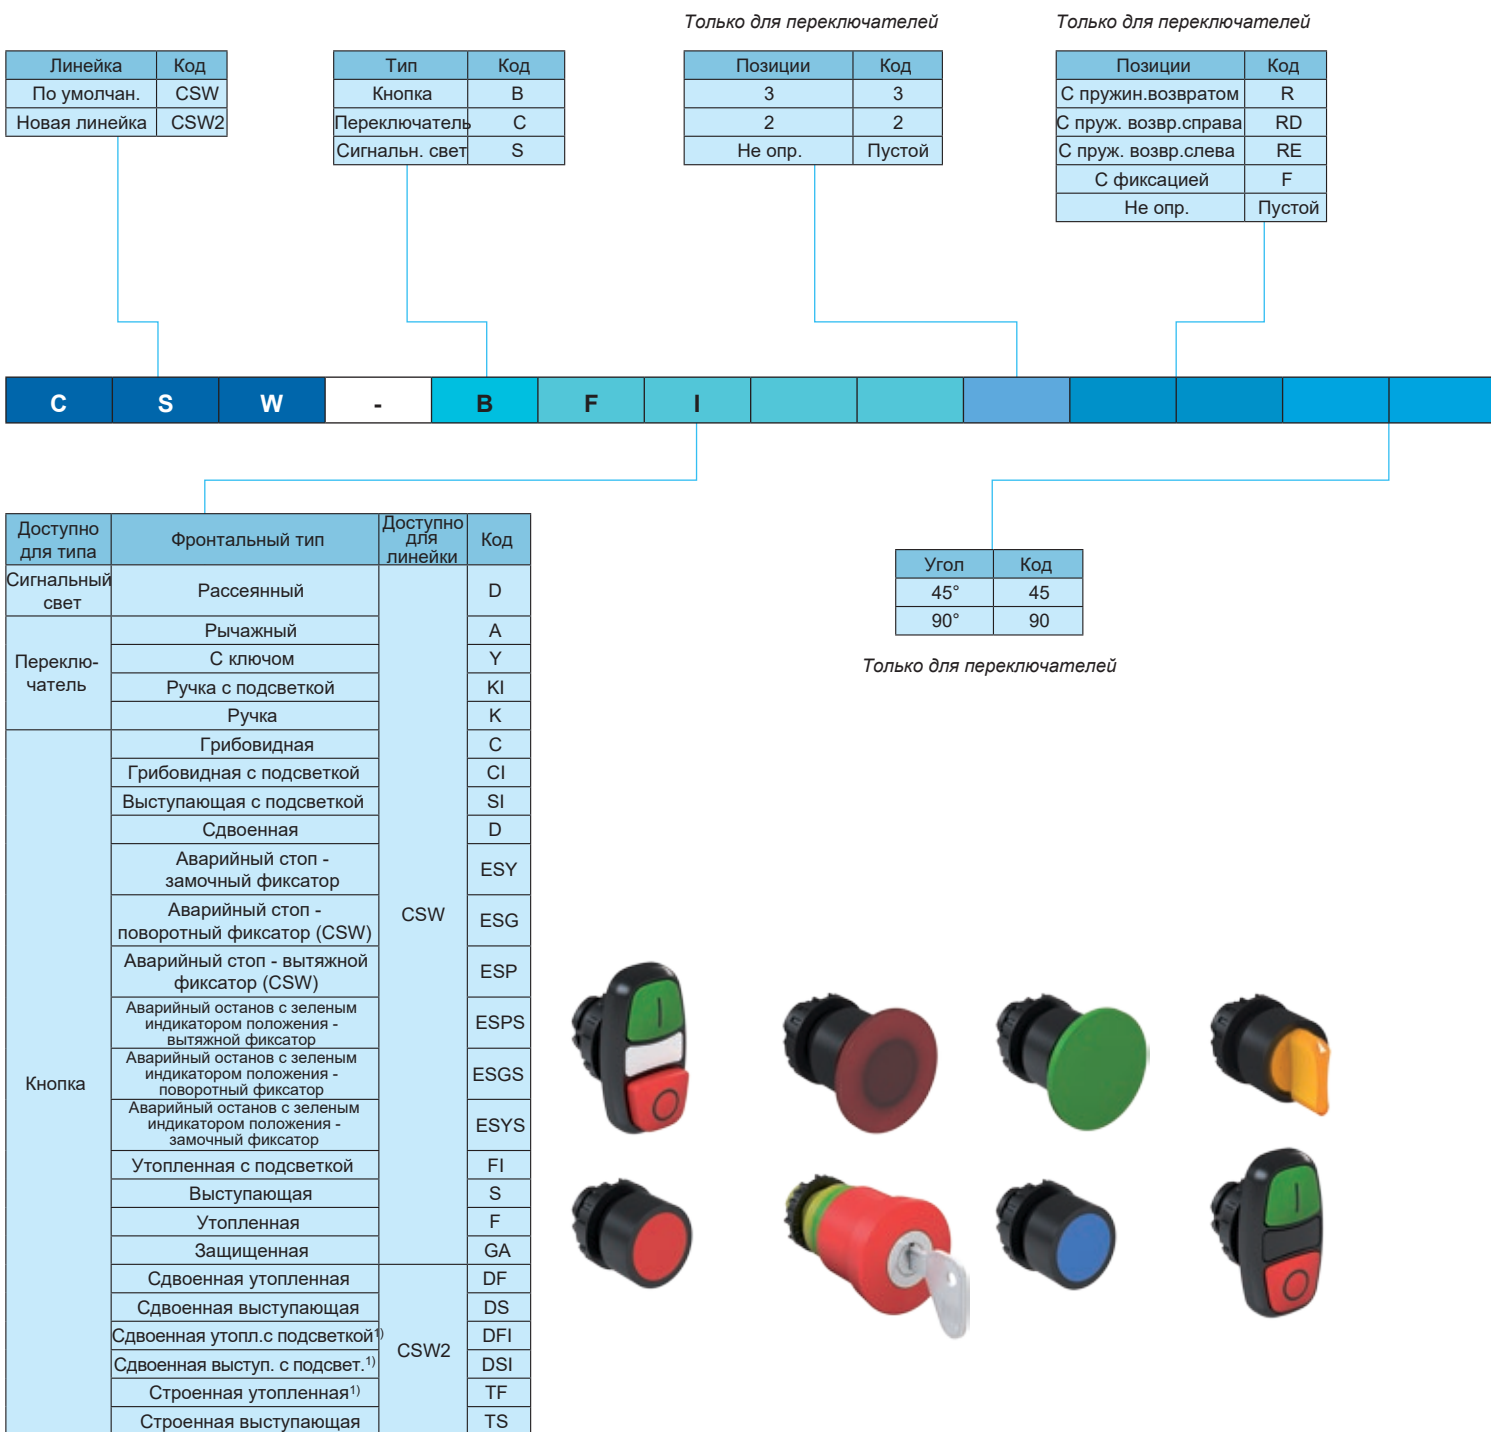 Только для переключателей
Только для переключателей
Линейка Код
По умолчан. CSW
Новая линейка CSW2
Тип Код
Кнопка B
Переключатель C
Сигнальн. свет S
Позиции Код
3 3
2 2
Не опр. Пустой
Позиции Код
С пружин.возвратом R
С пруж. возвр.справа RD
С пруж. возвр.слева RE
С фиксацией F
Не опр. Пустой
C S W - B F I
Доступно для типа Фронтальный тип Доступно для линейки Код
Сигнальный свет Рассеянный CSW D
Переклю-
чатель
Рычажный A
С ключом Y
Ручка с подсветкой KI
Ручка K
Кнопка
Грибовидная C
Грибовидная с подсветкой CI
Выступающая с подсветкой SI
Сдвоенная D
Аварийный стоп -
замочный фиксатор ESY
Аварийный стоп -
поворотный фиксатор (CSW) ESG
Аварийный стоп - вытяжной
фиксатор (CSW) ESP
Аварийный останов с зеленым
индикатором положения -
вытяжной фиксатор ESPS
Аварийный останов с зеленым
индикатором положения -
поворотный фиксатор ESGS
Аварийный останов с зеленым
индикатором положения -
замочный фиксатор ESYS
Утопленная с подсветкой FI
Выступающая S
Утопленная F
Защищенная GA
Сдвоенная утопленная CSW2 DF
Сдвоенная выступающая DS
Сдвоенная утопл.с подсветкой1) DFI
Сдвоенная выступ. с подсвет.1) DSI
Строенная утопленная1) TF
Строенная выступающая TS
Угол Код
45° 45
90° 90
Только для переключателей